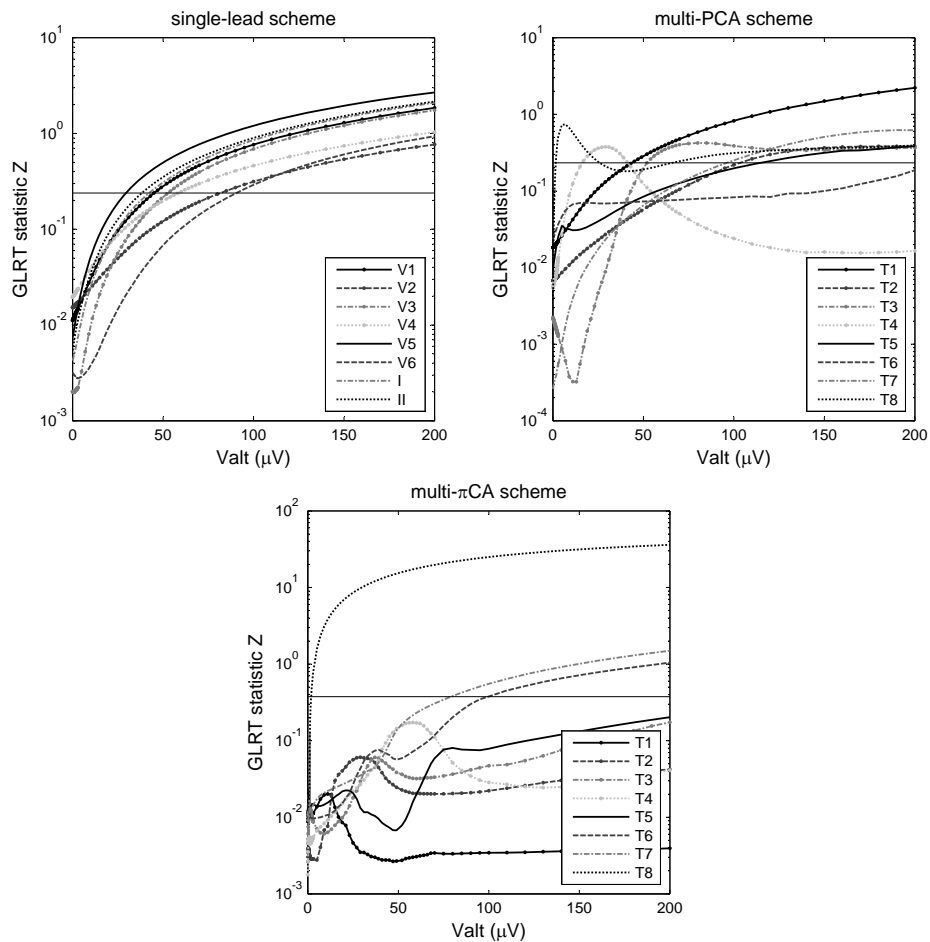 single-lead scheme
GLRT statistic Z
10^1
10^0
10^-1
10^-2
10^-3
0 50 100 150 200
Valt (μV)
V1
V2
V3
V4
V5
V6
I
II
multi-PCA scheme
GLRT statistic Z
10^1
10^0
10^-1
10^-2
10^-3
10^-4
0 50 100 150 200
Valt (μV)
T1
T2
T3
T4
T5
T6
T7
T8
multi-πCA scheme
GLRT statistic Z
10^2
10^1
10^0
10^-1
10^-2
10^-3
0 50 100 150 200
Valt (μV)
T1
T2
T3
T4
T5
T6
T7
T8